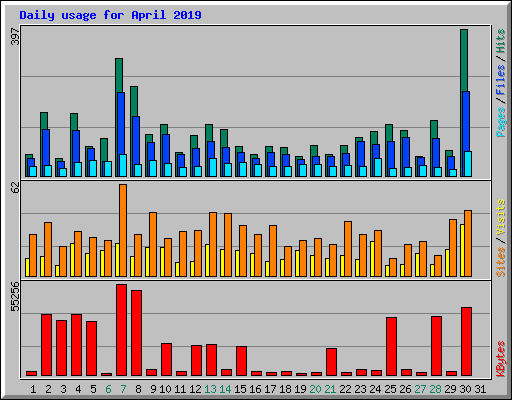 Daily usage for April 2019
397
Pages / Files / Hits
62
Sites / Visits
55256
KBytes
1 2 3 4 5 6 7 8 9 10 11 12 13 14 15 16 17 18 19 20 21 22 23 24 25 26 27 28 29 30 31